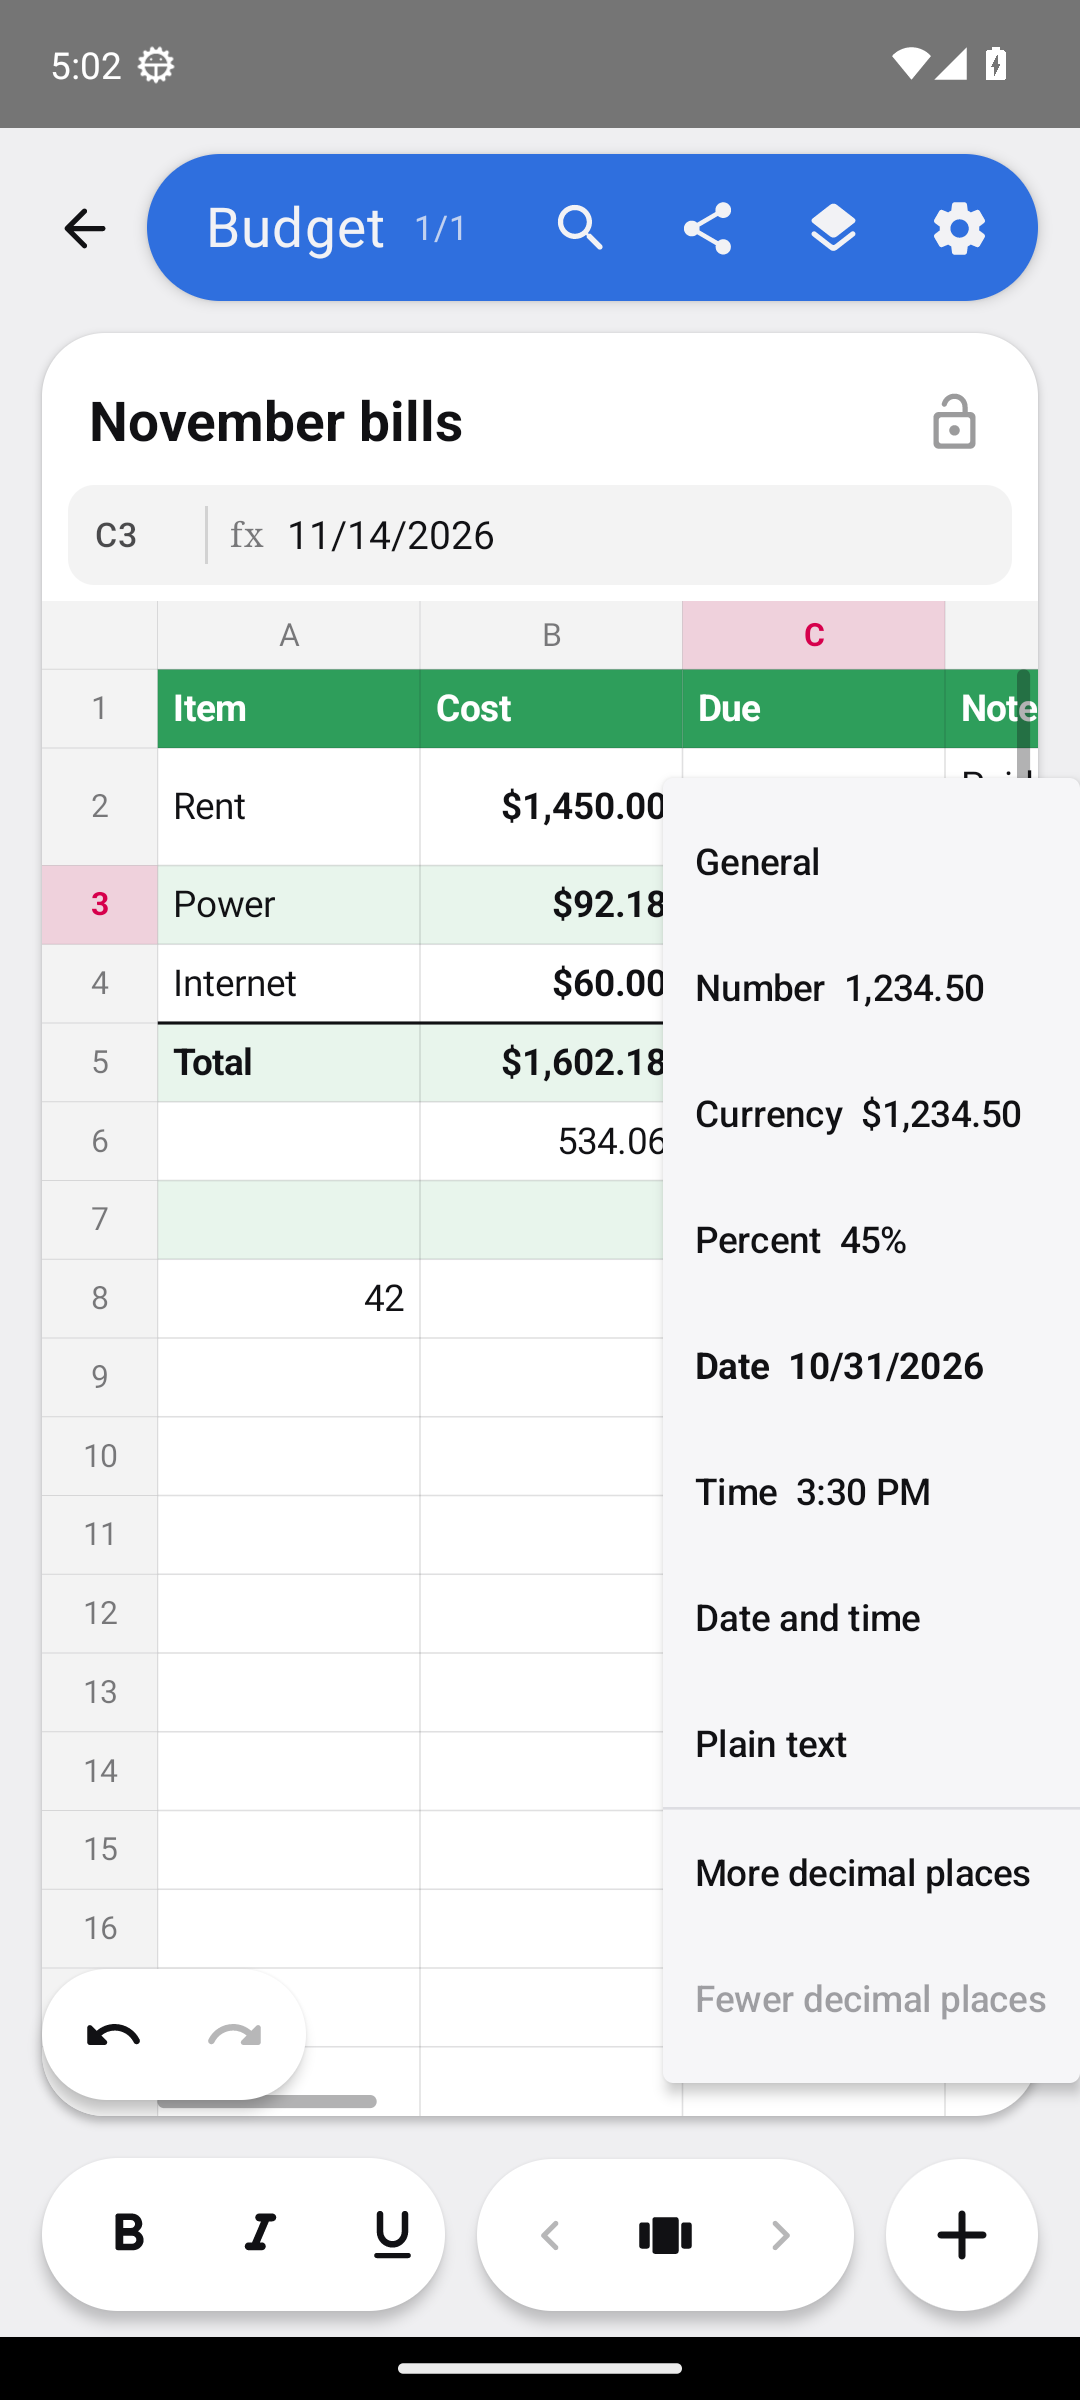 5:02
Budget 1/1
November bills
C3 fx 11/14/2026
A B C
1 Item Cost Due Note
2 Rent $1,450.00
3 Power $92.18
4 Internet $60.00
5 Total $1,602.18
6 534.06
7
8 42
9
10
11
12
13
14
15
16
General
Number 1,234.50
Currency $1,234.50
Percent 45%
Date 10/31/2026
Time 3:30 PM
Date and time
Plain text
More decimal places
Fewer decimal places
B I U